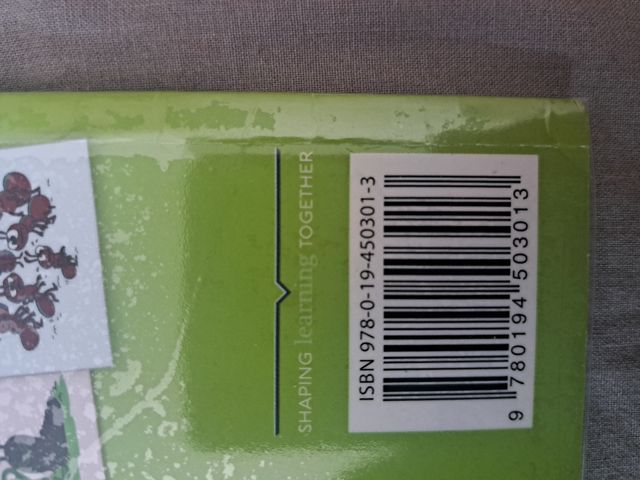 SHAPING learning TOGETHER
ISBN 978-0-19-450301-3
9 780194 503013